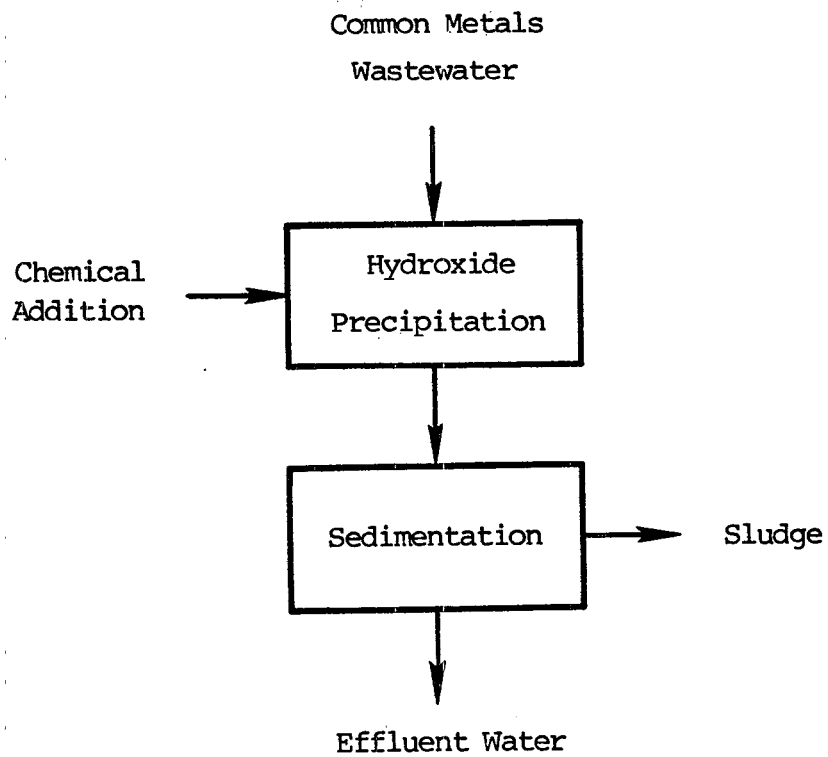 Common Metals
Wastewater
Chemical
Addition
Hydroxide
Precipitation
Sedimentation
Sludge
Effluent Water